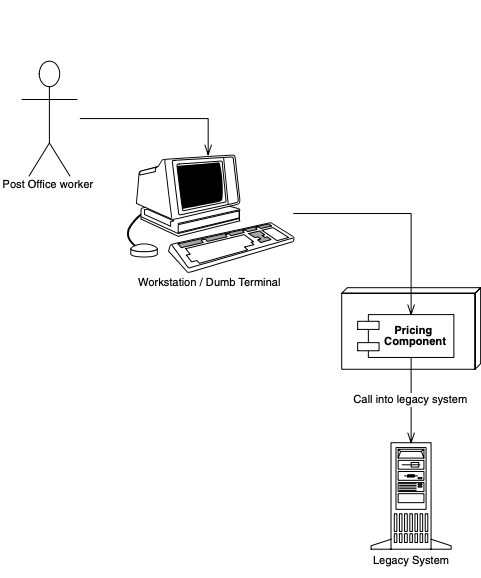 Post Office worker
Workstation / Dumb Terminal
Pricing
Component
Call into legacy system
Legacy System